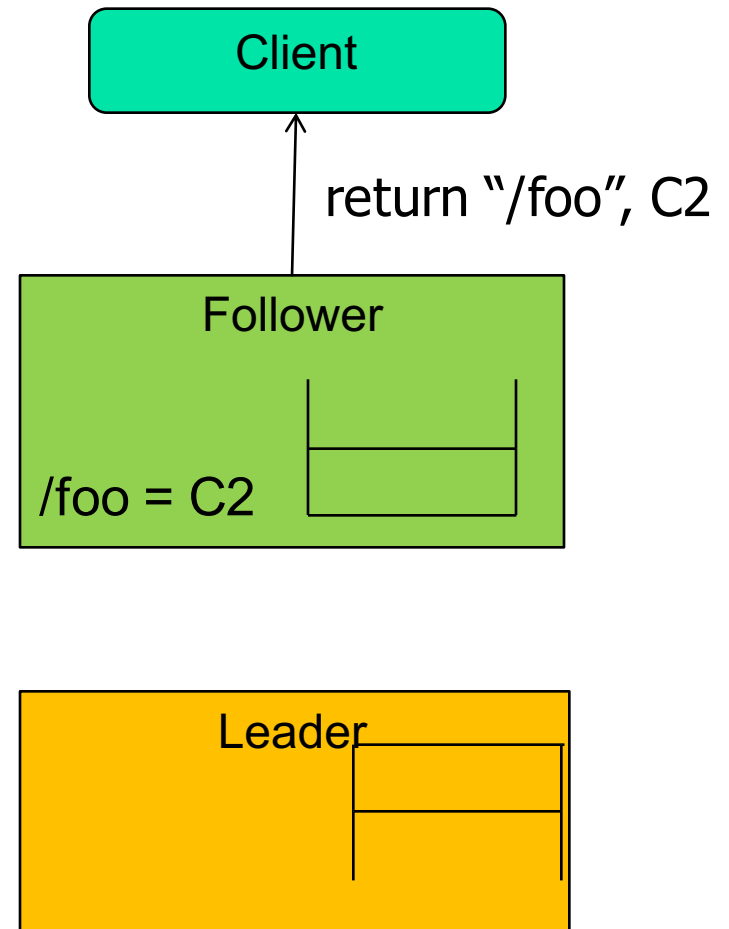 Client
return “/foo”, C2
Follower
/foo = C2
Leader